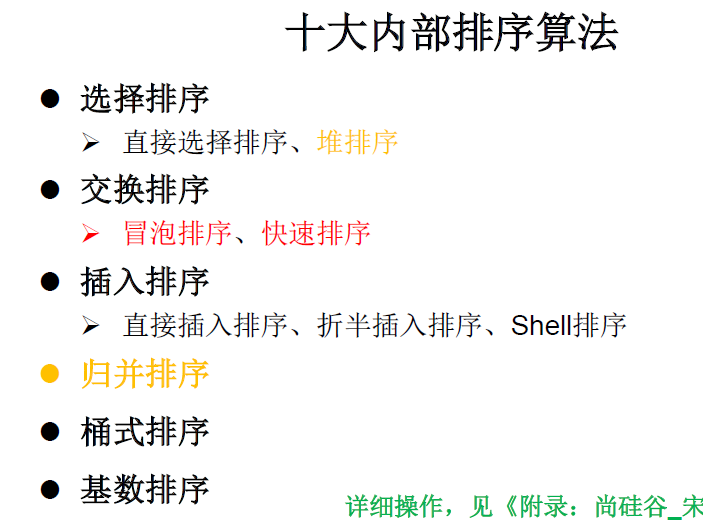 十大内部排序算法
选择排序
直接选择排序、堆排序
交换排序
冒泡排序、快速排序
插入排序
直接插入排序、折半插入排序、Shell排序
归并排序
桶式排序
基数排序
详细操作，见《附录：尚硅谷_宋